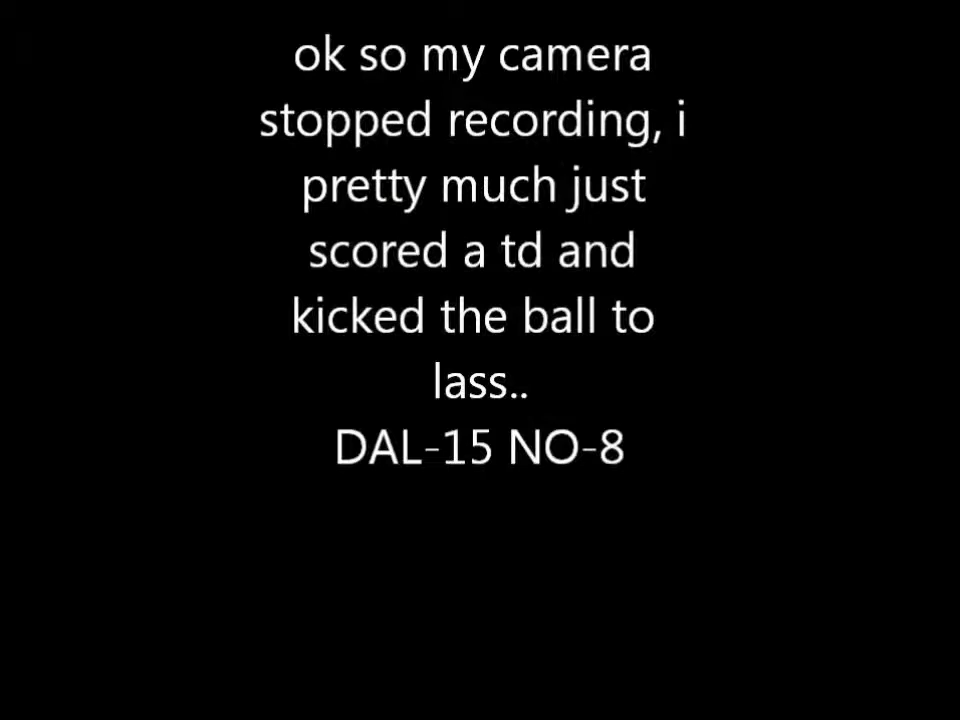 ok so my camera
stopped recording, i
pretty much just
scored a td and
kicked the ball to
lass..
DAL-15 NO-8